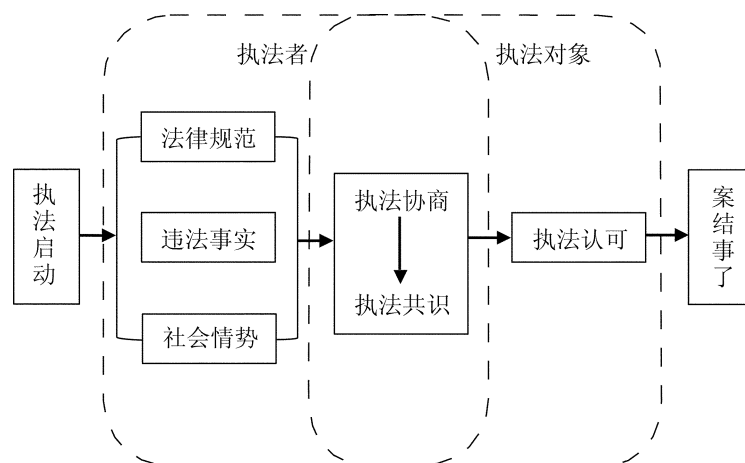 执法者
执法对象
执法启动
法律规范
违法事实
社会情势
执法协商
执法共识
执法认可
案结事了